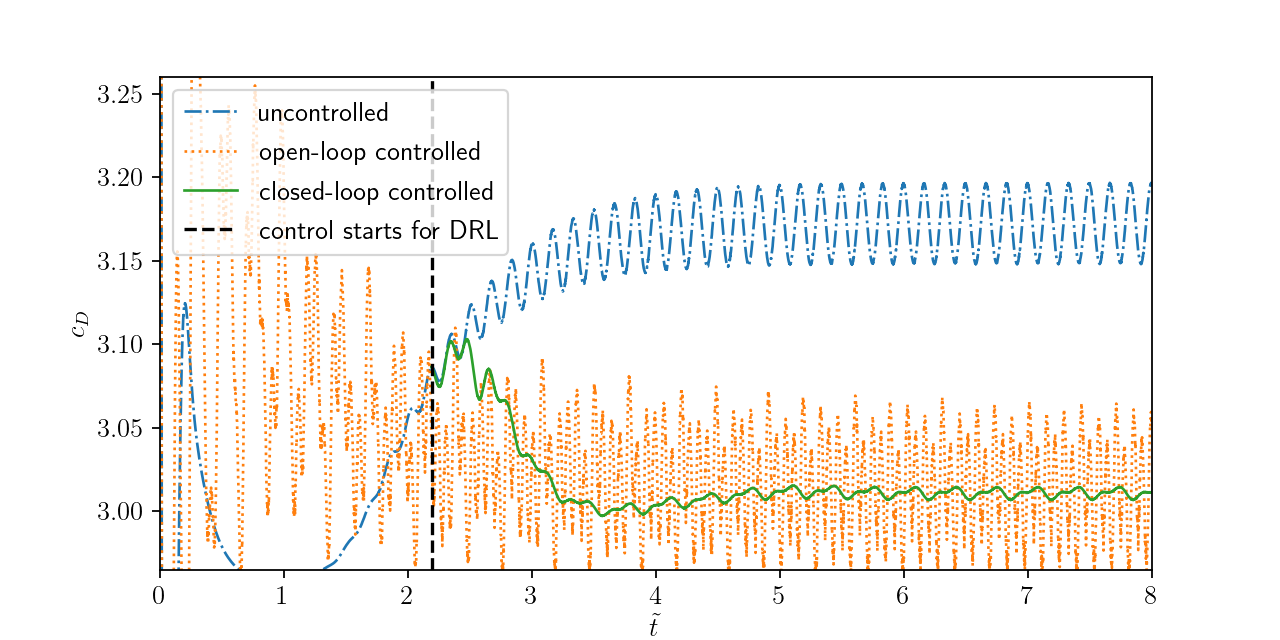 3.25
3.20
3.15
3.10
3.05
3.00
c_D
uncontrolled
open-loop controlled
closed-loop controlled
control starts for DRL
0 1 2 3 4 5 6 7 8
t̃